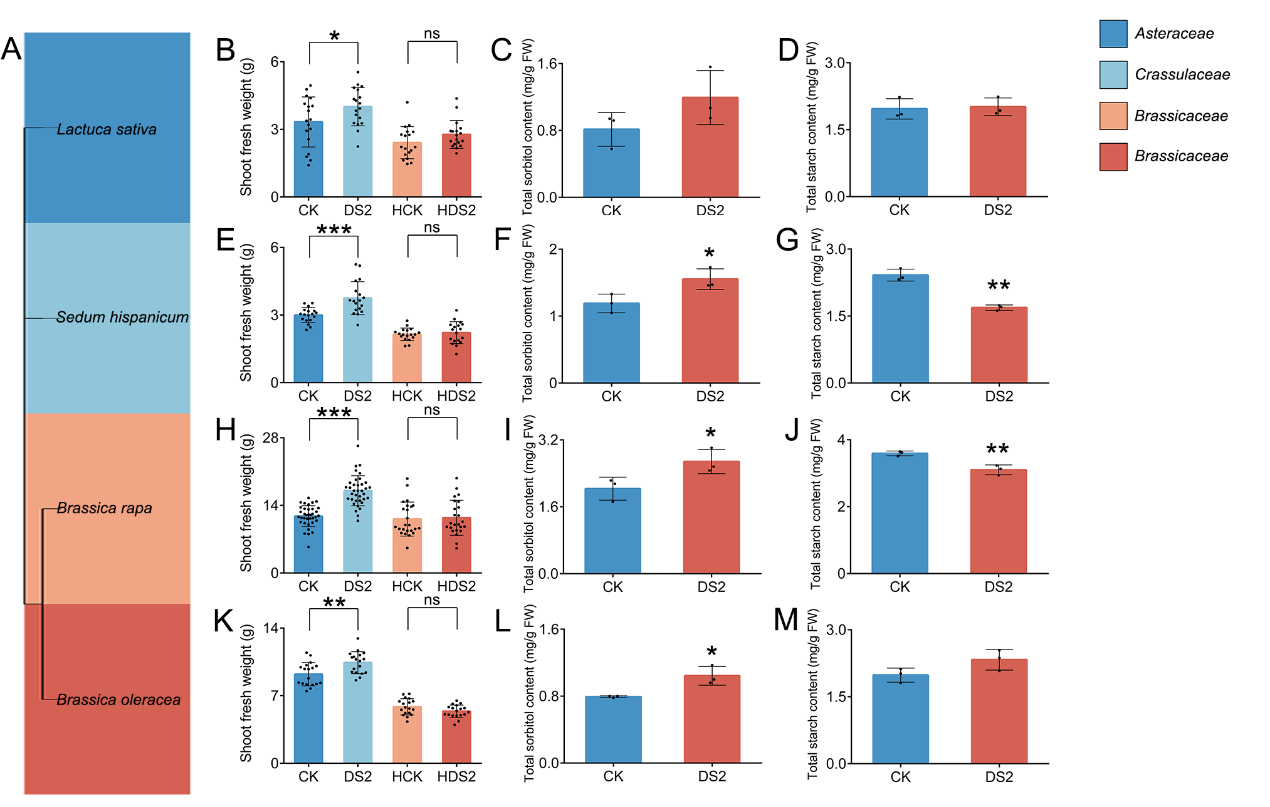 A
Lactuca sativa
Sedum hispanicum
Brassica rapa
Brassica oleracea
B
Shoot fresh weight (g)
6
3
0
*
ns
CK DS2 HCK HDS2
C
Total sorbitol content (mg/g FW)
1.6
0.8
0.0
CK DS2
D
Total starch content (mg/g FW)
3.0
1.5
0.0
CK DS2
Asteraceae
Crassulaceae
Brassicaceae
Brassicaceae
E
Shoot fresh weight (g)
6
3
0
***
ns
CK DS2 HCK HDS2
F
Total sorbitol content (mg/g FW)
2
1
0
*
CK DS2
G
Total starch content (mg/g FW)
3.0
1.5
0.0
**
CK DS2
H
Shoot fresh weight (g)
28
14
0
***
ns
CK DS2 HCK HDS2
I
Total sorbitol content (mg/g FW)
3.2
1.6
0.0
*
CK DS2
J
Total starch content (mg/g FW)
4
2
0
**
CK DS2
K
Shoot fresh weight (g)
14
7
0
**
ns
CK DS2 HCK HDS2
L
Total sorbitol content (mg/g FW)
1.6
0.8
0.0
*
CK DS2
M
Total starch content (mg/g FW)
3.0
1.5
0.0
CK DS2